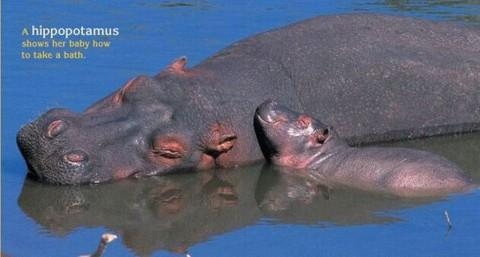 A hippopotamus
shows her baby how
to take a bath.